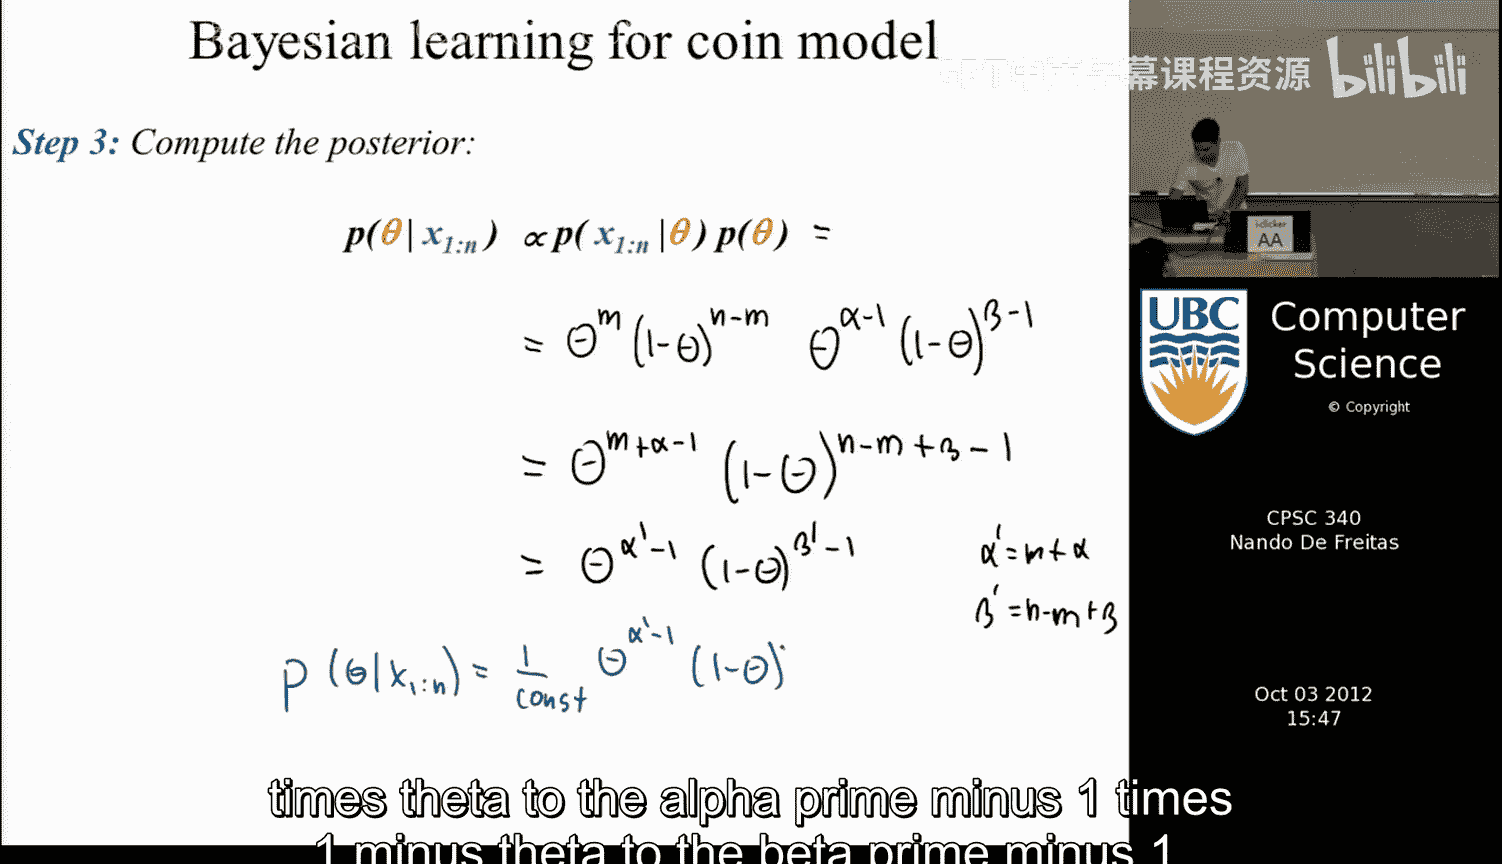 Bayesian learning for coin model
幕课程资源 bilibili
Step 3: Compute the posterior:
p(θ|x1:n) ∝ p(x1:n|θ)p(θ) =
= θ^m (1-θ)^n-m θ^α-1 (1-θ)^β-1
= θ^m+α-1 (1-θ)^n-m+β-1
= θ^α'-1 (1-θ)^β'-1
α' = m+α
β' = n-m+β
P(θ|x1:n) = 1/const θ^α'-1 (1-θ)
iclicker
AA
UBC
Computer
Science
© Copyright
CPSC 340
Nando De Freitas
Oct 03 2012
15:47
times theta to the alpha prime minus 1 times
1 minus theta to the beta prime minus 1